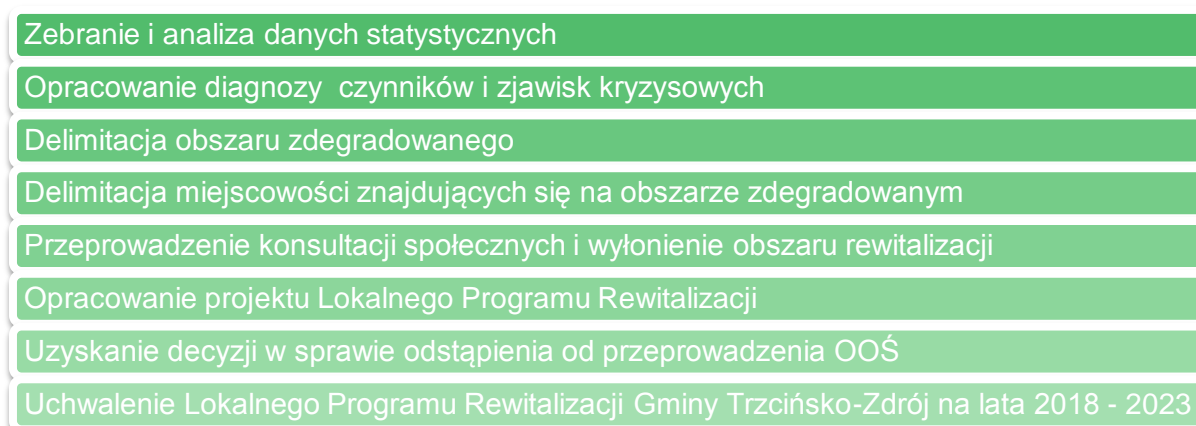 Zebranie i analiza danych statystycznych
Opracowanie diagnozy czynników i zjawisk kryzysowych
Delimitacja obszaru zdegradowanego
Delimitacja miejscowości znajdujących się na obszarze zdegradowanym
Przeprowadzenie konsultacji społecznych i wyłonienie obszaru rewitalizacji
Opracowanie projektu Lokalnego Programu Rewitalizacji
Uzyskanie decyzji w sprawie odstąpienia od przeprowadzenia OOŚ
Uchwalenie Lokalnego Programu Rewitalizacji Gminy Trzcińsko-Zdrój na lata 2018 - 2023